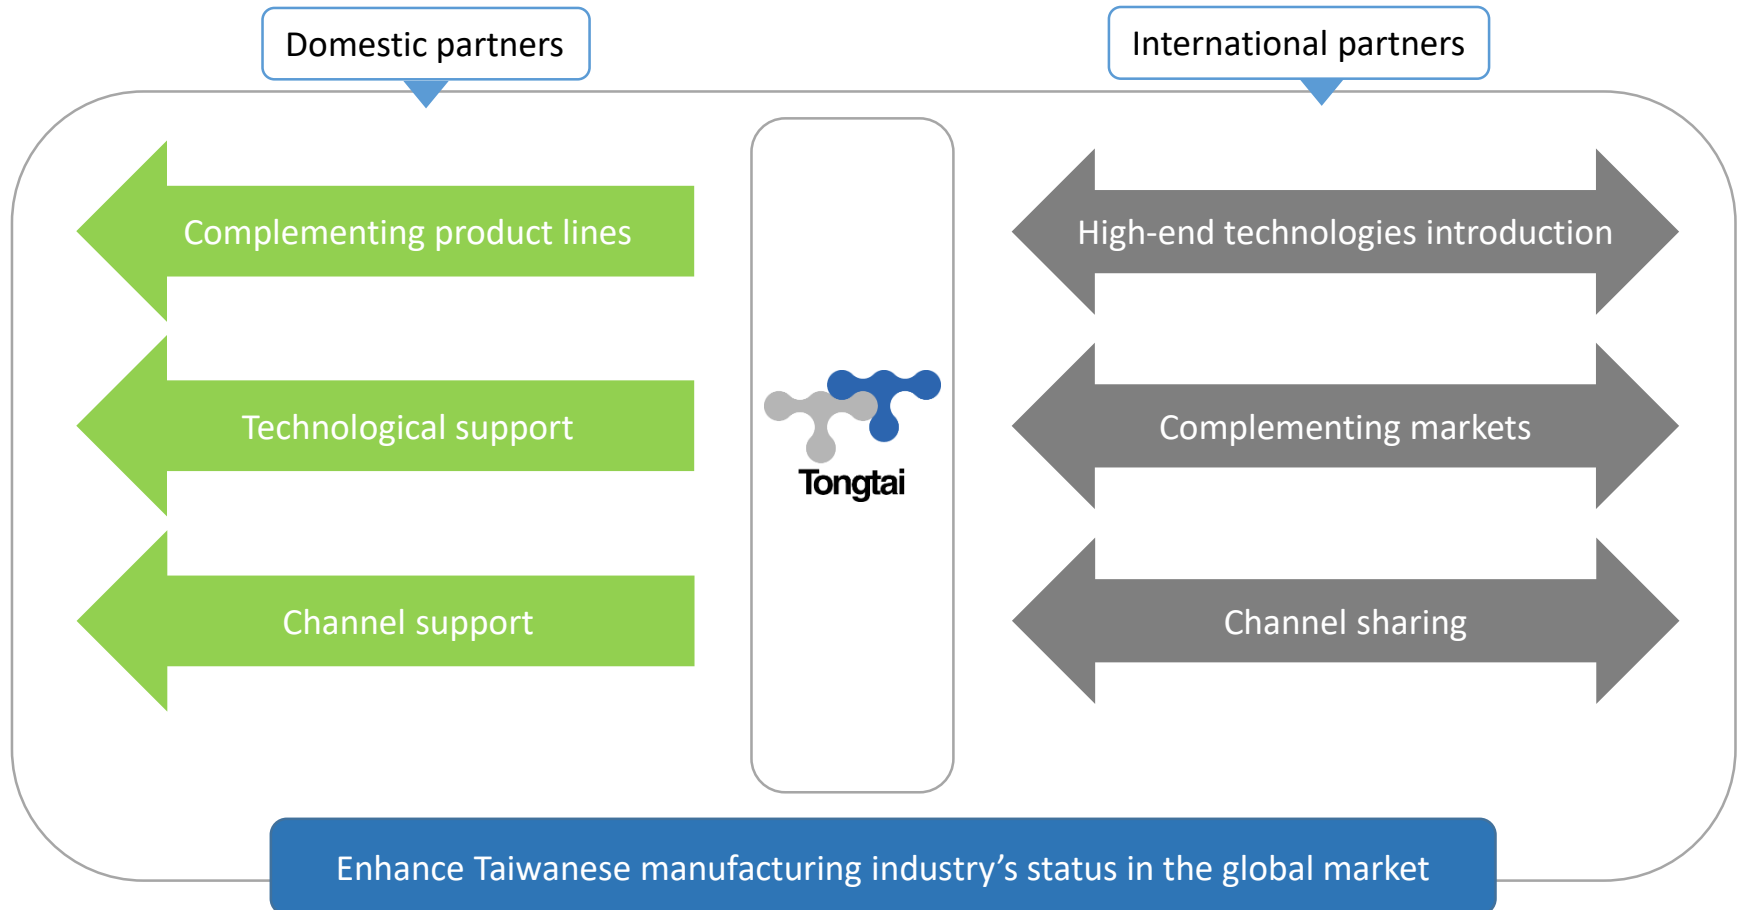 Domestic partners
International partners
Complementing product lines
High-end technologies introduction
Technological support
Complementing markets
Tongtai
Channel support
Channel sharing
Enhance Taiwanese manufacturing industry’s status in the global market